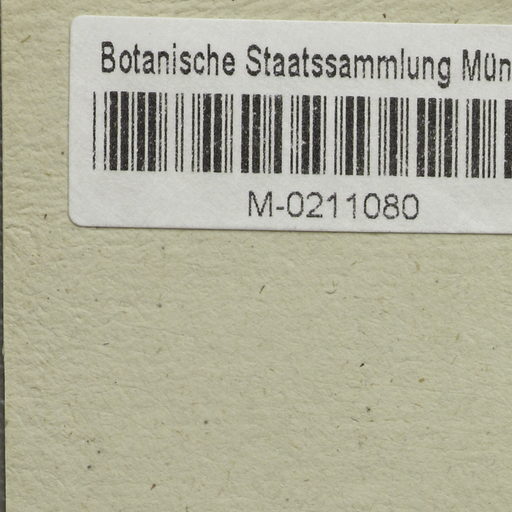 Botanische Staatssammlung Mün
M-0211080